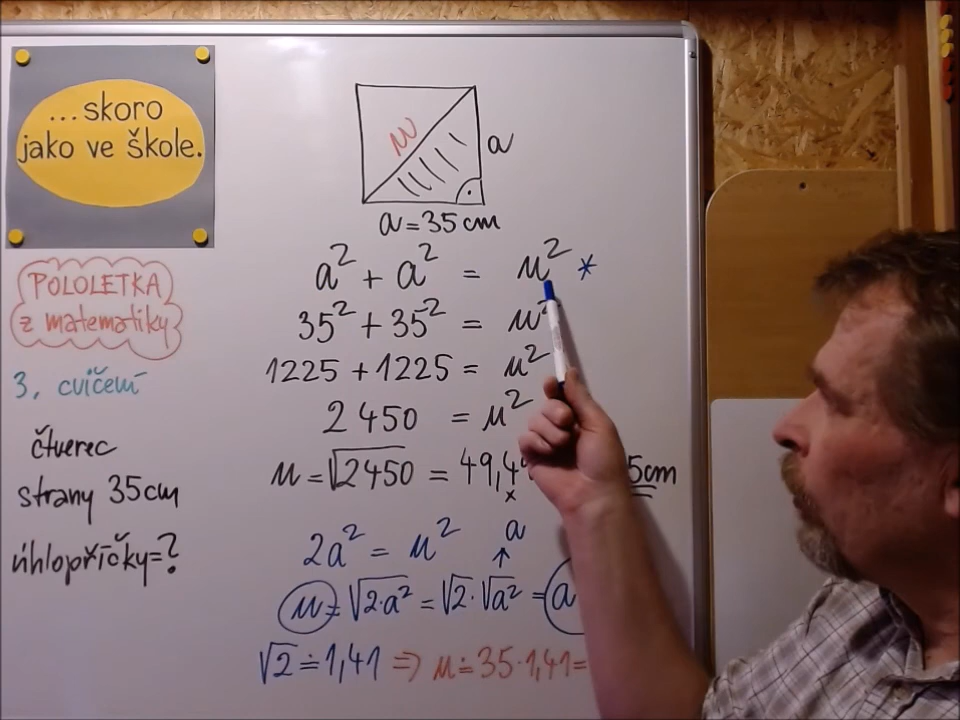 ...skoro
jako ve škole.
POLOLETKA
z matematiky
3. cvičení
čtverec
strany 35cm
úhlopříčky=?
u
a
a=35cm
a² + a² = u² *
35² + 35² = u²
1225 + 1225 = u²
2 450 = u²
u = √2450 = 49,4 5cm
x
2a² = u²
a
↑
u = √2·a² = √2·√a² = a
√2 ≐ 1,41 ⇒ u ≐ 35·1,41=